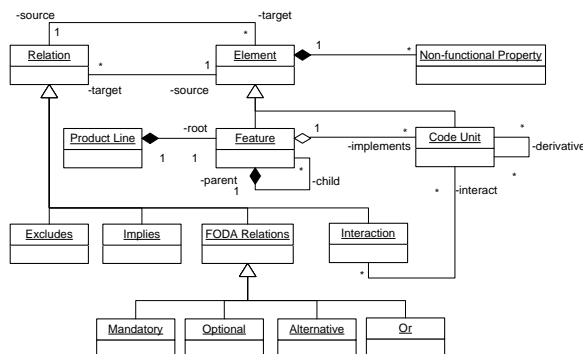 -source -target
1 *
Relation Element 1 * Non-functional Property
* 1
-target -source
Product Line -root Feature 1 * Code Unit *
-implements -derivative
1 1 * *
-parent -child * -interact
1
Excludes Implies FODA Relations Interaction
*
Mandatory Optional Alternative Or